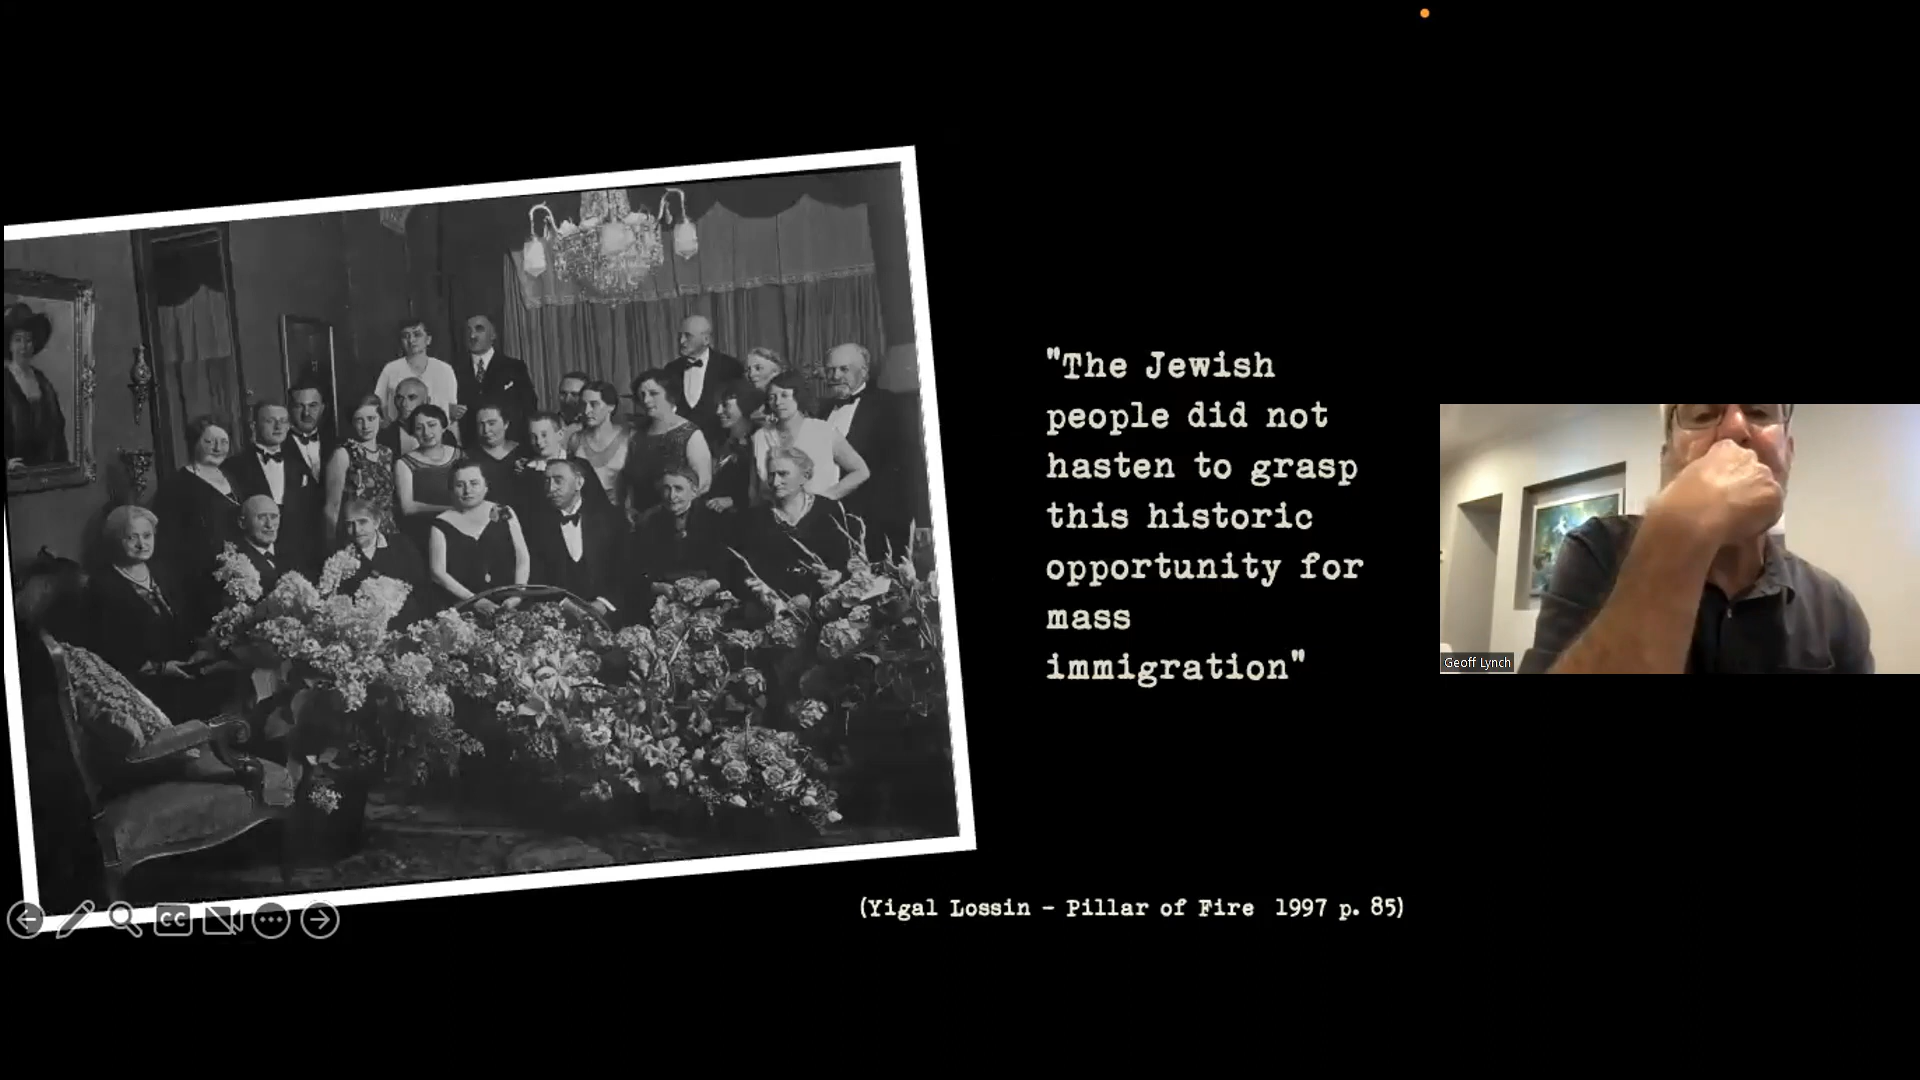 "The Jewish
people did not
hasten to grasp
this historic
opportunity for
mass
immigration"
Geoff Lynch
(Yigal Lossin - Pillar of Fire 1997 p. 85)
CC